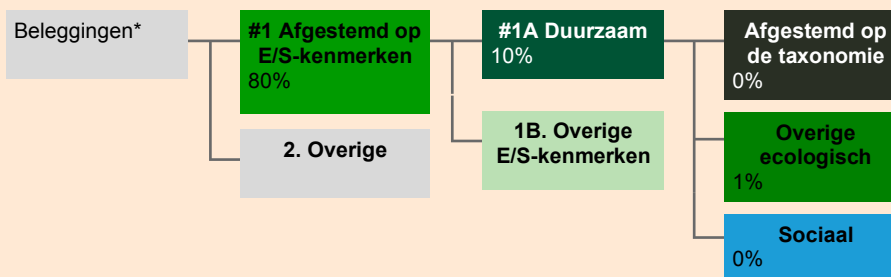 Beleggingen*
#1 Afgestemd op
E/S-kenmerken
80%
2. Overige
#1A Duurzaam
10%
1B. Overige
E/S-kenmerken
Afgestemd op
de taxonomie
0%
Overige
ecologisch
1%
Sociaal
0%